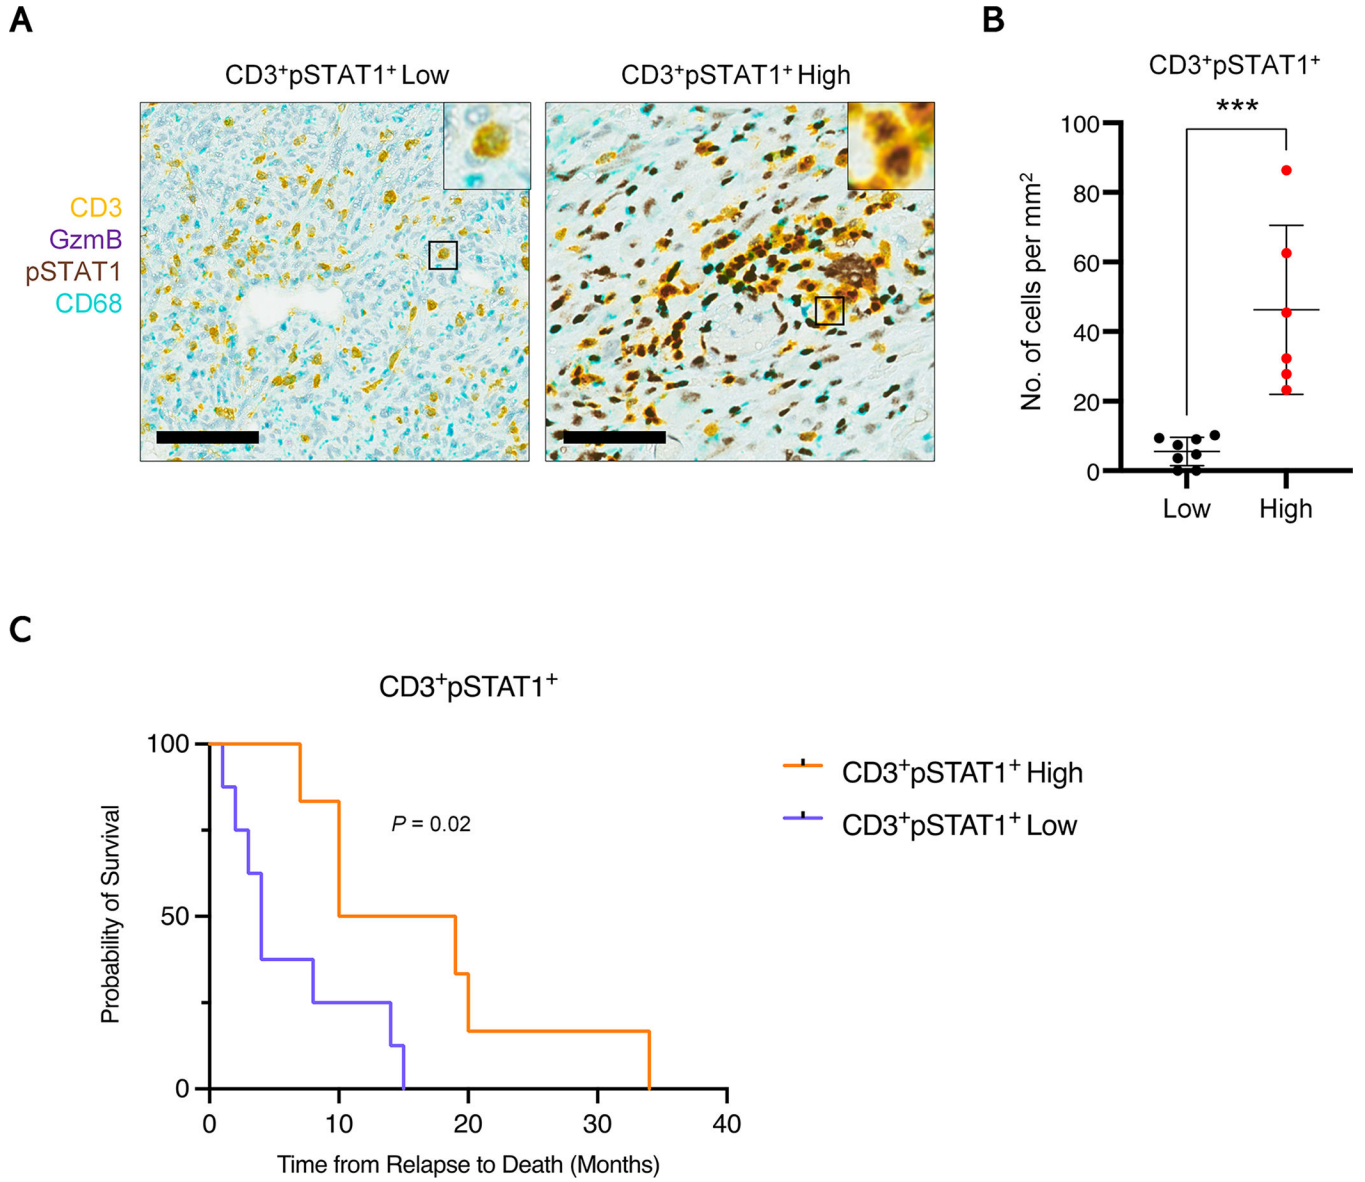 A
CD3⁺pSTAT1⁺ Low
CD3⁺pSTAT1⁺ High
CD3
GzmB
pSTAT1
CD68
B
CD3⁺pSTAT1⁺
***
No. of cells per mm²
100
80
60
40
20
0
Low
High
C
CD3⁺pSTAT1⁺
Probability of Survival
100
50
0
P = 0.02
CD3⁺pSTAT1⁺ High
CD3⁺pSTAT1⁺ Low
0
10
20
30
40
Time from Relapse to Death (Months)